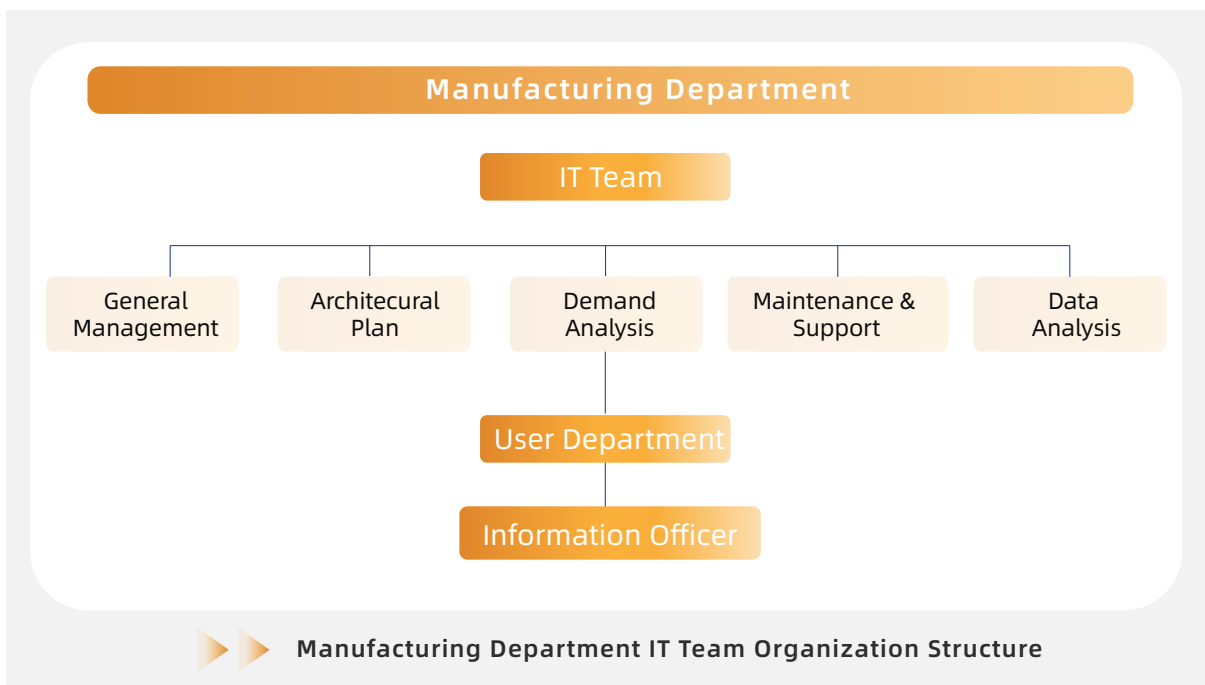 Manufacturing Department
IT Team
General
Management
Architecural
Plan
Demand
Analysis
Maintenance &
Support
Data
Analysis
User Department
Information Officer
Manufacturing Department IT Team Organization Structure